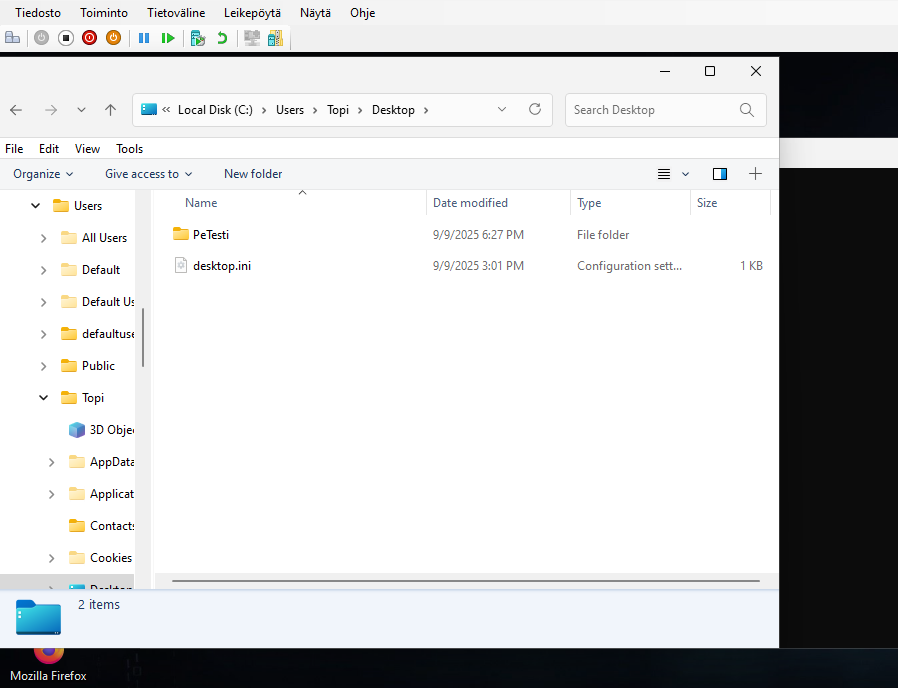 Tiedosto Toiminto Tietoväline Leikepöytä Näytä Ohje
« Local Disk (C:) › Users › Topi › Desktop ›
Search Desktop
File Edit View Tools
Organize Give access to New folder
Name Date modified Type Size
Users
All Users
Default
Default Us
defaultuse
Public
Topi
3D Obje
AppData
Applicat
Contacts
Cookies
Desktop
PeTesti 9/9/2025 6:27 PM File folder
desktop.ini 9/9/2025 3:01 PM Configuration sett... 1 KB
2 items
Mozilla Firefox